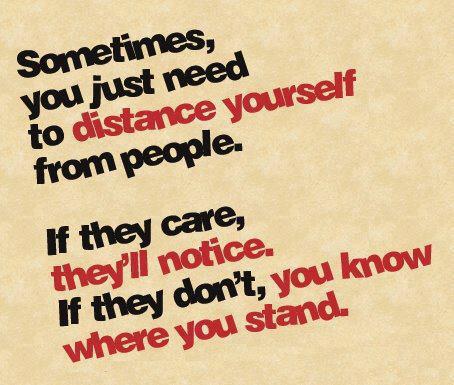 Sometimes,
you just need
to distance yourself
from people.
If they care,
they'll notice.
If they don't, you know
where you stand.